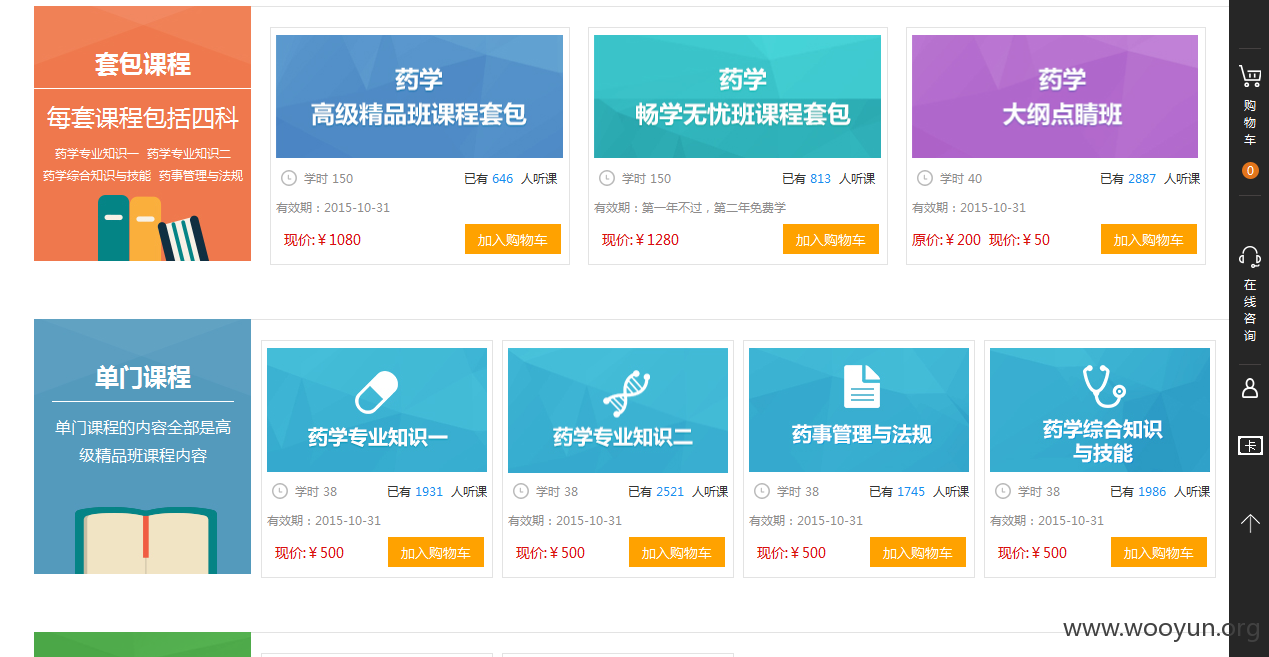 套包课程
每套课程包括四科
药学专业知识一 药学专业知识二
药学综合知识与技能 药事管理与法规
药学
高级精品班课程套包
学时 150
已有 646 人听课
有效期：2015-10-31
现价:￥1080
加入购物车
药学
畅学无忧班课程套包
学时 150
已有 813 人听课
有效期：第一年不过，第二年免费学
现价:￥1280
加入购物车
药学
大纲点睛班
学时 40
已有 2887 人听课
有效期：2015-10-31
原价:￥200 现价:￥50
加入购物车
单门课程
单门课程的内容全部是高
级精品班课程内容
药学专业知识一
学时 38
已有 1931 人听课
有效期：2015-10-31
现价:￥500
加入购物车
药学专业知识二
学时 38
已有 2521 人听课
有效期：2015-10-31
现价:￥500
加入购物车
药事管理与法规
学时 38
已有 1745 人听课
有效期：2015-10-31
现价:￥500
加入购物车
药学综合知识
与技能
学时 38
已有 1986 人听课
有效期：2015-10-31
现价:￥500
加入购物车
购物车
0
在线咨询
卡
www.wooyun.org